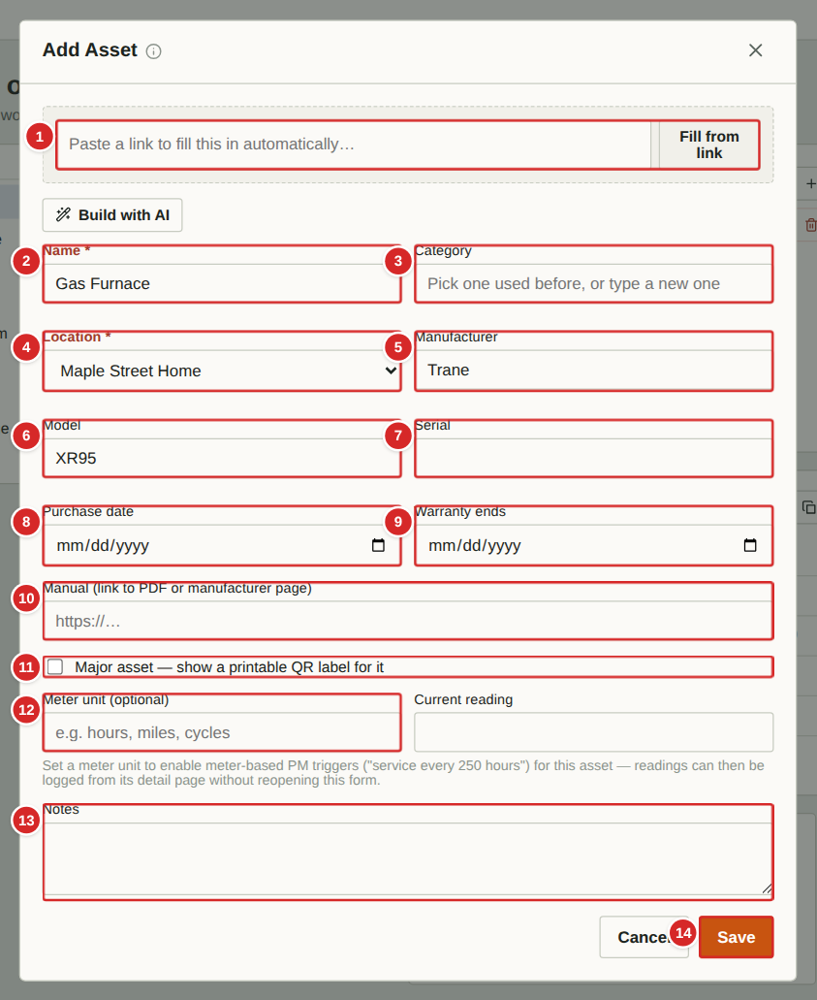 Add Asset
1
Paste a link to fill this in automatically…
Fill from
link
Build with AI
2
Name *
3
Category
Gas Furnace
Pick one used before, or type a new one
4
Location *
5
Manufacturer
Maple Street Home
Trane
6
Model
7
Serial
XR95
8
Purchase date
9
Warranty ends
mm/dd/yyyy
mm/dd/yyyy
10
Manual (link to PDF or manufacturer page)
https://…
11
Major asset — show a printable QR label for it
12
Meter unit (optional)
Current reading
e.g. hours, miles, cycles
Set a meter unit to enable meter-based PM triggers ("service every 250 hours") for this asset — readings can then be
logged from its detail page without reopening this form.
13
Notes
Cancel
14
Save